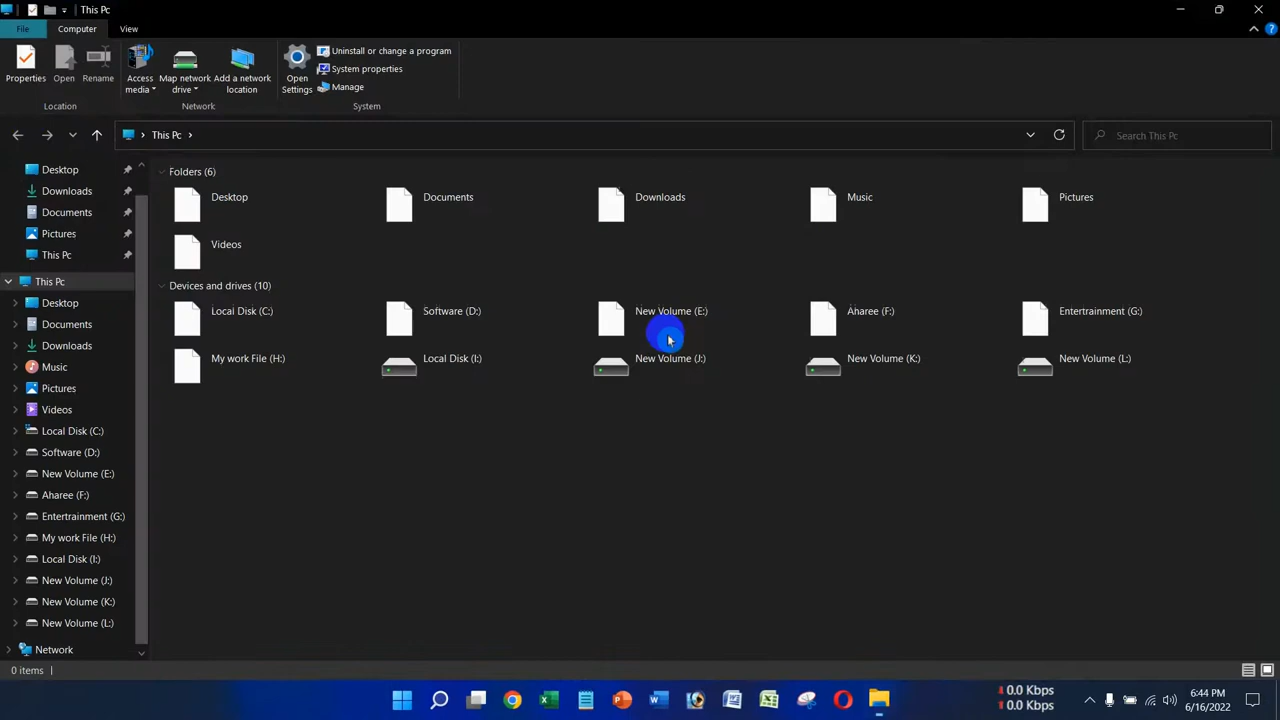 This Pc
File Computer View
Properties Open Rename Access media Map network drive Add a network location Open Settings Uninstall or change a program
System properties
Manage
Location Network System
This Pc Search This Pc
Desktop
Downloads
Documents
Pictures
This Pc
This Pc
Desktop
Documents
Downloads
Music
Pictures
Videos
Local Disk (C:)
Software (D:)
New Volume (E:)
Aharee (F:)
Entertrainment (G:)
My work File (H:)
Local Disk (I:)
New Volume (J:)
New Volume (K:)
New Volume (L:)
Network
Folders (6)
Desktop Documents Downloads Music Pictures
Videos
Devices and drives (10)
Local Disk (C:) Software (D:) New Volume (E:) Aharee (F:) Entertrainment (G:)
My work File (H:) Local Disk (I:) New Volume (J:) New Volume (K:) New Volume (L:)
0 items
0.0 Kbps
0.0 Kbps
6:44 PM
6/16/2022